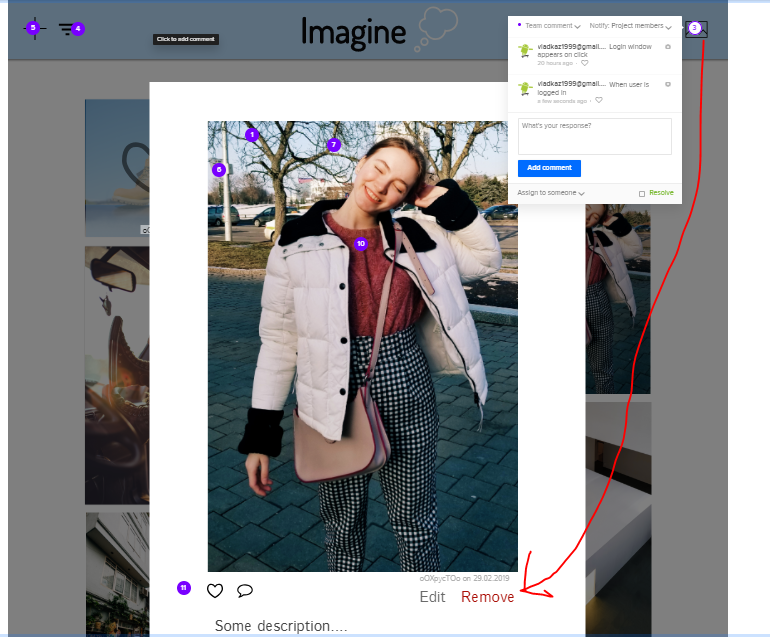 5
4
Click to add comment
Imagine
Team comment
Notify: Project members
3
vladkaz1999@gmail.... Login window
appears on click
20 hours ago
vladkaz1999@gmail.... When user is
logged in
a few seconds ago
What's your response?
Add comment
Assign to someone
Resolve
1
7
6
10
11
oOXpycTOo on 29.02.2019
Edit Remove
Some description....